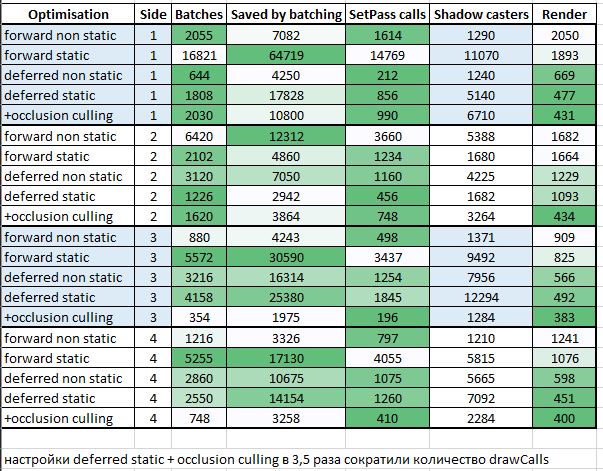 Optimisation Side Batches Saved by batching SetPass calls Shadow casters Render
forward non static 1 2055 7082 1614 1290 2050
forward static 1 16821 64719 14769 11070 1893
deferred non static 1 644 4250 212 1240 669
deferred static 1 1808 17828 856 5140 477
+occlusion culling 1 2030 10800 990 6710 431
forward non static 2 6420 12312 3660 5388 1682
forward static 2 2102 4860 1234 1680 1664
deferred non static 2 3120 7050 1160 4225 1229
deferred static 2 1226 2942 456 1682 1093
+occlusion culling 2 1620 3864 748 3264 434
forward non static 3 880 4243 498 1371 909
forward static 3 5572 30590 3437 9492 825
deferred non static 3 3216 16314 1254 7956 566
deferred static 3 4158 25380 1845 12294 492
+occlusion culling 3 354 1975 196 1284 383
forward non static 4 1216 3326 797 1210 1241
forward static 4 5255 17130 4055 5815 1076
deferred non static 4 2860 10675 1075 5665 598
deferred static 4 2550 14154 1260 7092 451
+occlusion culling 4 748 3258 410 2284 400
настройки deferred static + occlusion culling в 3,5 раза сократили количество drawCalls